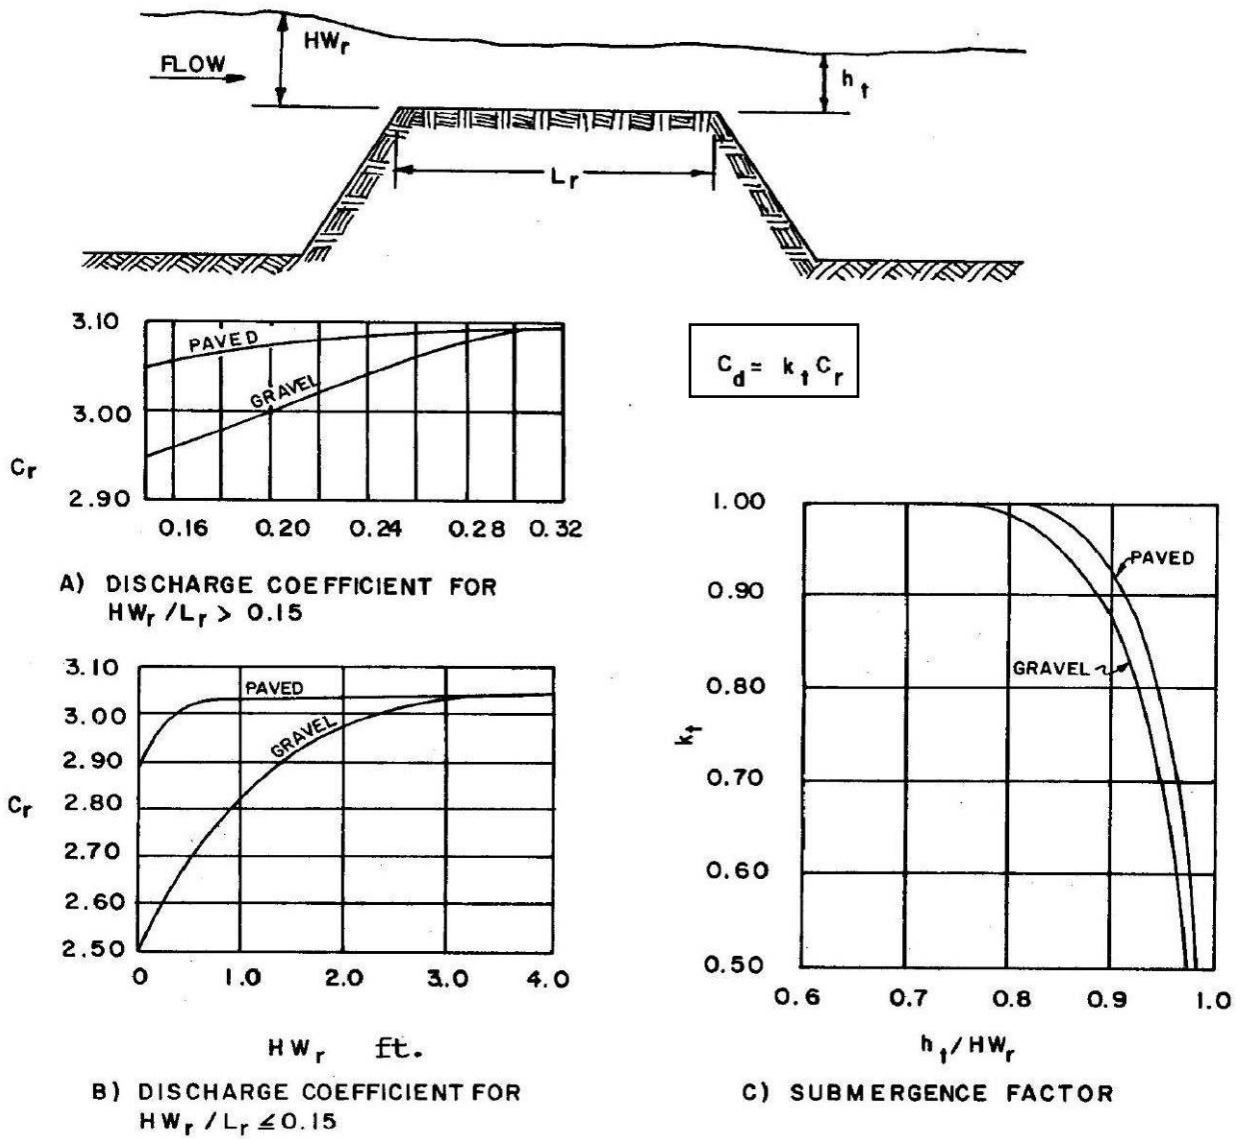 HWr
FLOW
ht
Lr
3.10
3.00
Cr
2.90
PAVED
GRAVEL
0.16 0.20 0.24 0.28 0.32
A) DISCHARGE COEFFICIENT FOR
HWr/Lr > 0.15
Cd = kt Cr
3.10
3.00
2.90
2.80
Cr
2.70
2.60
2.50
PAVED
GRAVEL
0 1.0 2.0 3.0 4.0
HWr ft.
B) DISCHARGE COEFFICIENT FOR
HWr/Lr ≤ 0.15
1.00
0.90
0.80
kt
0.70
0.60
0.50
PAVED
GRAVEL
0.6 0.7 0.8 0.9 1.0
ht/HWr
C) SUBMERGENCE FACTOR